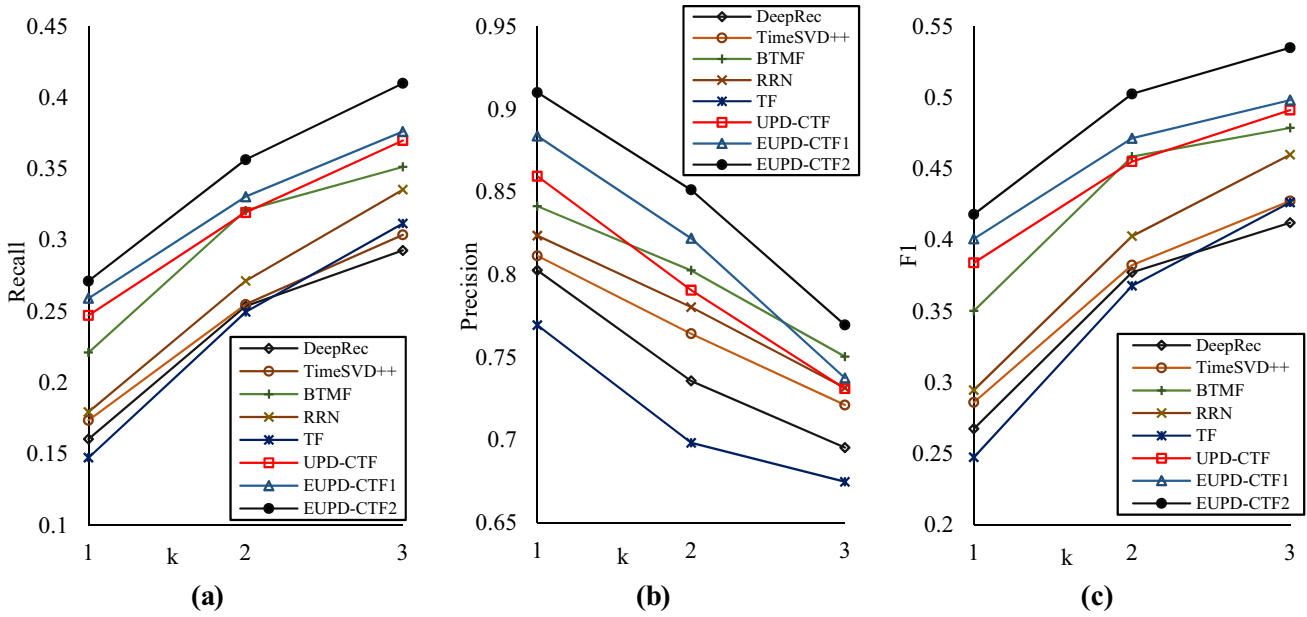 0.45
0.4
0.35
0.3
0.25
0.2
0.15
0.1
Recall
1 2 3
k
DeepRec
TimeSVD++
BTMF
RRN
TF
UPD-CTF
EUPD-CTF1
EUPD-CTF2
(a)
0.95
0.9
0.85
0.8
0.75
0.7
0.65
Precision
1 2 3
k
DeepRec
TimeSVD++
BTMF
RRN
TF
UPD-CTF
EUPD-CTF1
EUPD-CTF2
(b)
0.55
0.5
0.45
0.4
0.35
0.3
0.25
0.2
F1
1 2 3
k
DeepRec
TimeSVD++
BTMF
RRN
TF
UPD-CTF
EUPD-CTF1
EUPD-CTF2
(c)